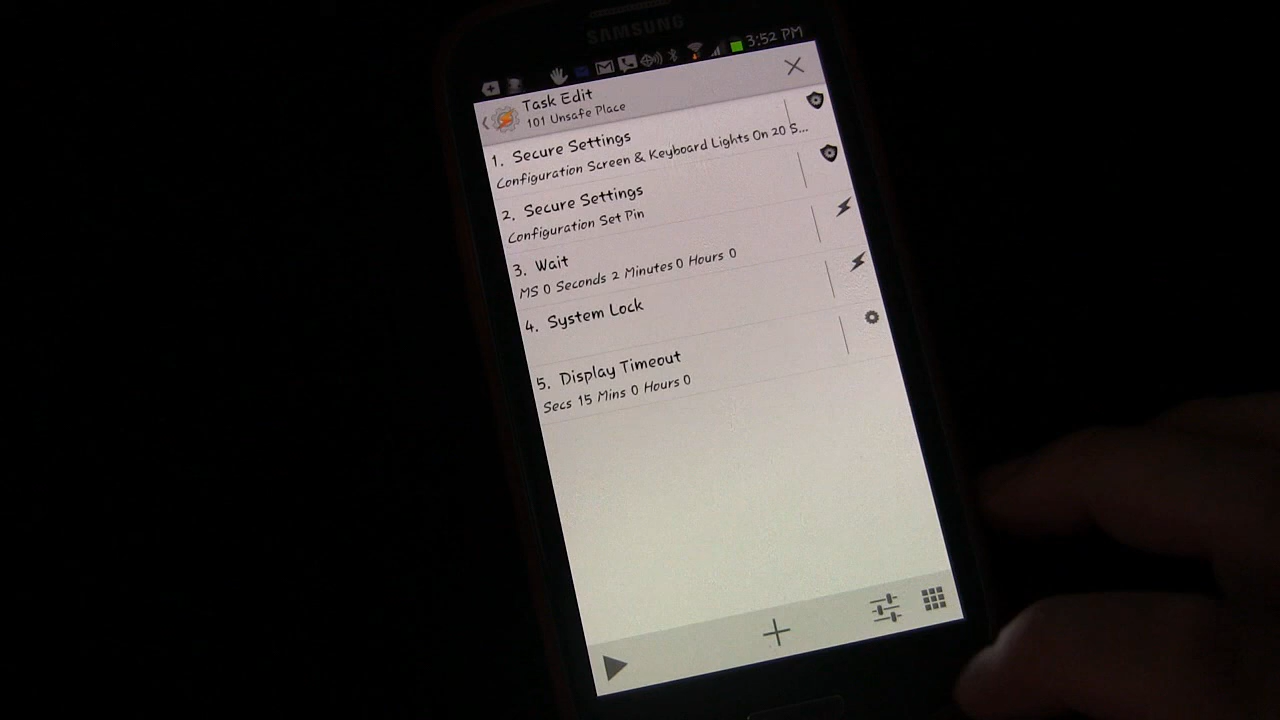 SAMSUNG
3:52 PM
Task Edit
101 Unsafe Place
1. Secure Settings
Configuration Screen & Keyboard Lights On 20 S...
2. Secure Settings
Configuration Set Pin
3. Wait
MS 0 Seconds 2 Minutes 0 Hours 0
4. System Lock
5. Display Timeout
Secs 15 Mins 0 Hours 0